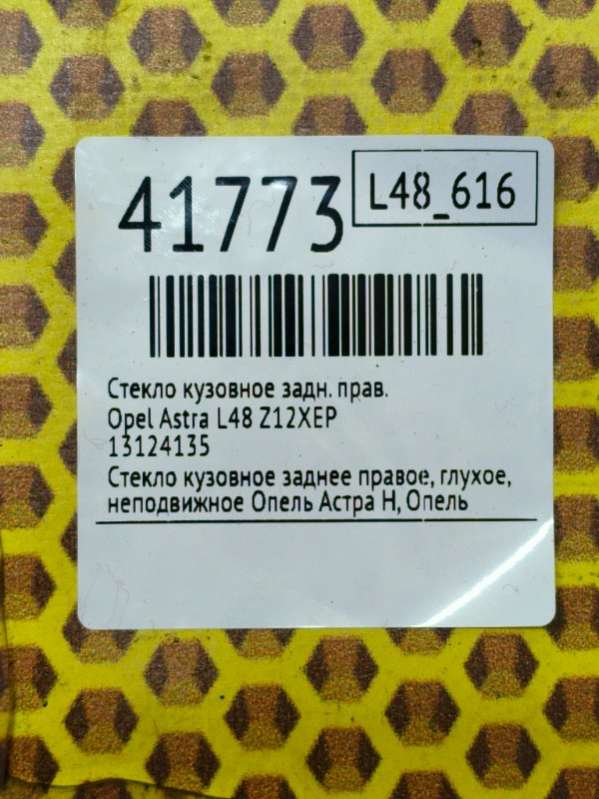 41773
L48_616
Стекло кузовное задн. прав.
Opel Astra L48 Z12XEP
13124135
Стекло кузовное заднее правое, глухое,
неподвижное Опель Астра Н, Опель